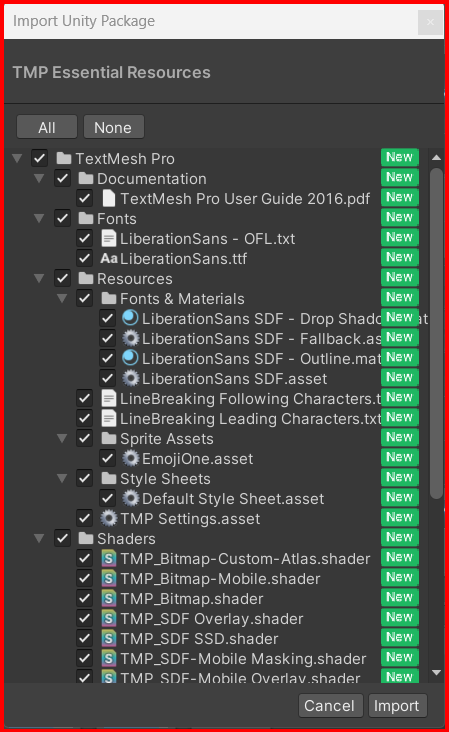 Import Unity Package
TMP Essential Resources
All None
TextMesh Pro New
Documentation New
TextMesh Pro User Guide 2016.pdf New
Fonts New
LiberationSans - OFL.txt New
Aa LiberationSans.ttf New
Resources New
Fonts & Materials New
LiberationSans SDF - Drop Shado at New
LiberationSans SDF - Fallback.as New
LiberationSans SDF - Outline.mat New
LiberationSans SDF.asset New
LineBreaking Following Characters.t New
LineBreaking Leading Characters.txt New
Sprite Assets New
EmojiOne.asset New
Style Sheets New
Default Style Sheet.asset New
TMP Settings.asset New
Shaders New
S TMP_Bitmap-Custom-Atlas.shader New
S TMP_Bitmap-Mobile.shader New
S TMP_Bitmap.shader New
S TMP_SDF Overlay.shader New
S TMP_SDF SSD.shader New
S TMP_SDF-Mobile Masking.shader New
S TMP_SDF-Mobile Overlay.shader New
Cancel Import